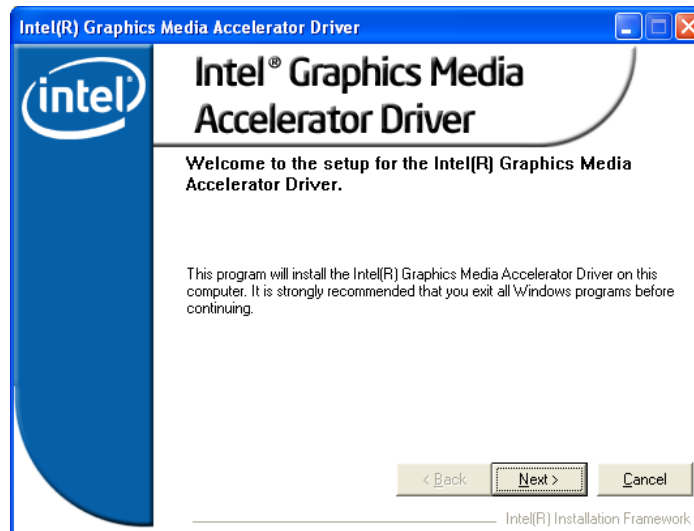 Intel(R) Graphics Media Accelerator Driver
intel®
Intel® Graphics Media
Accelerator Driver
Welcome to the setup for the Intel(R) Graphics Media
Accelerator Driver.
This program will install the Intel(R) Graphics Media Accelerator Driver on this
computer. It is strongly recommended that you exit all Windows programs before
continuing.
< Back
Next >
Cancel
Intel(R) Installation Framework